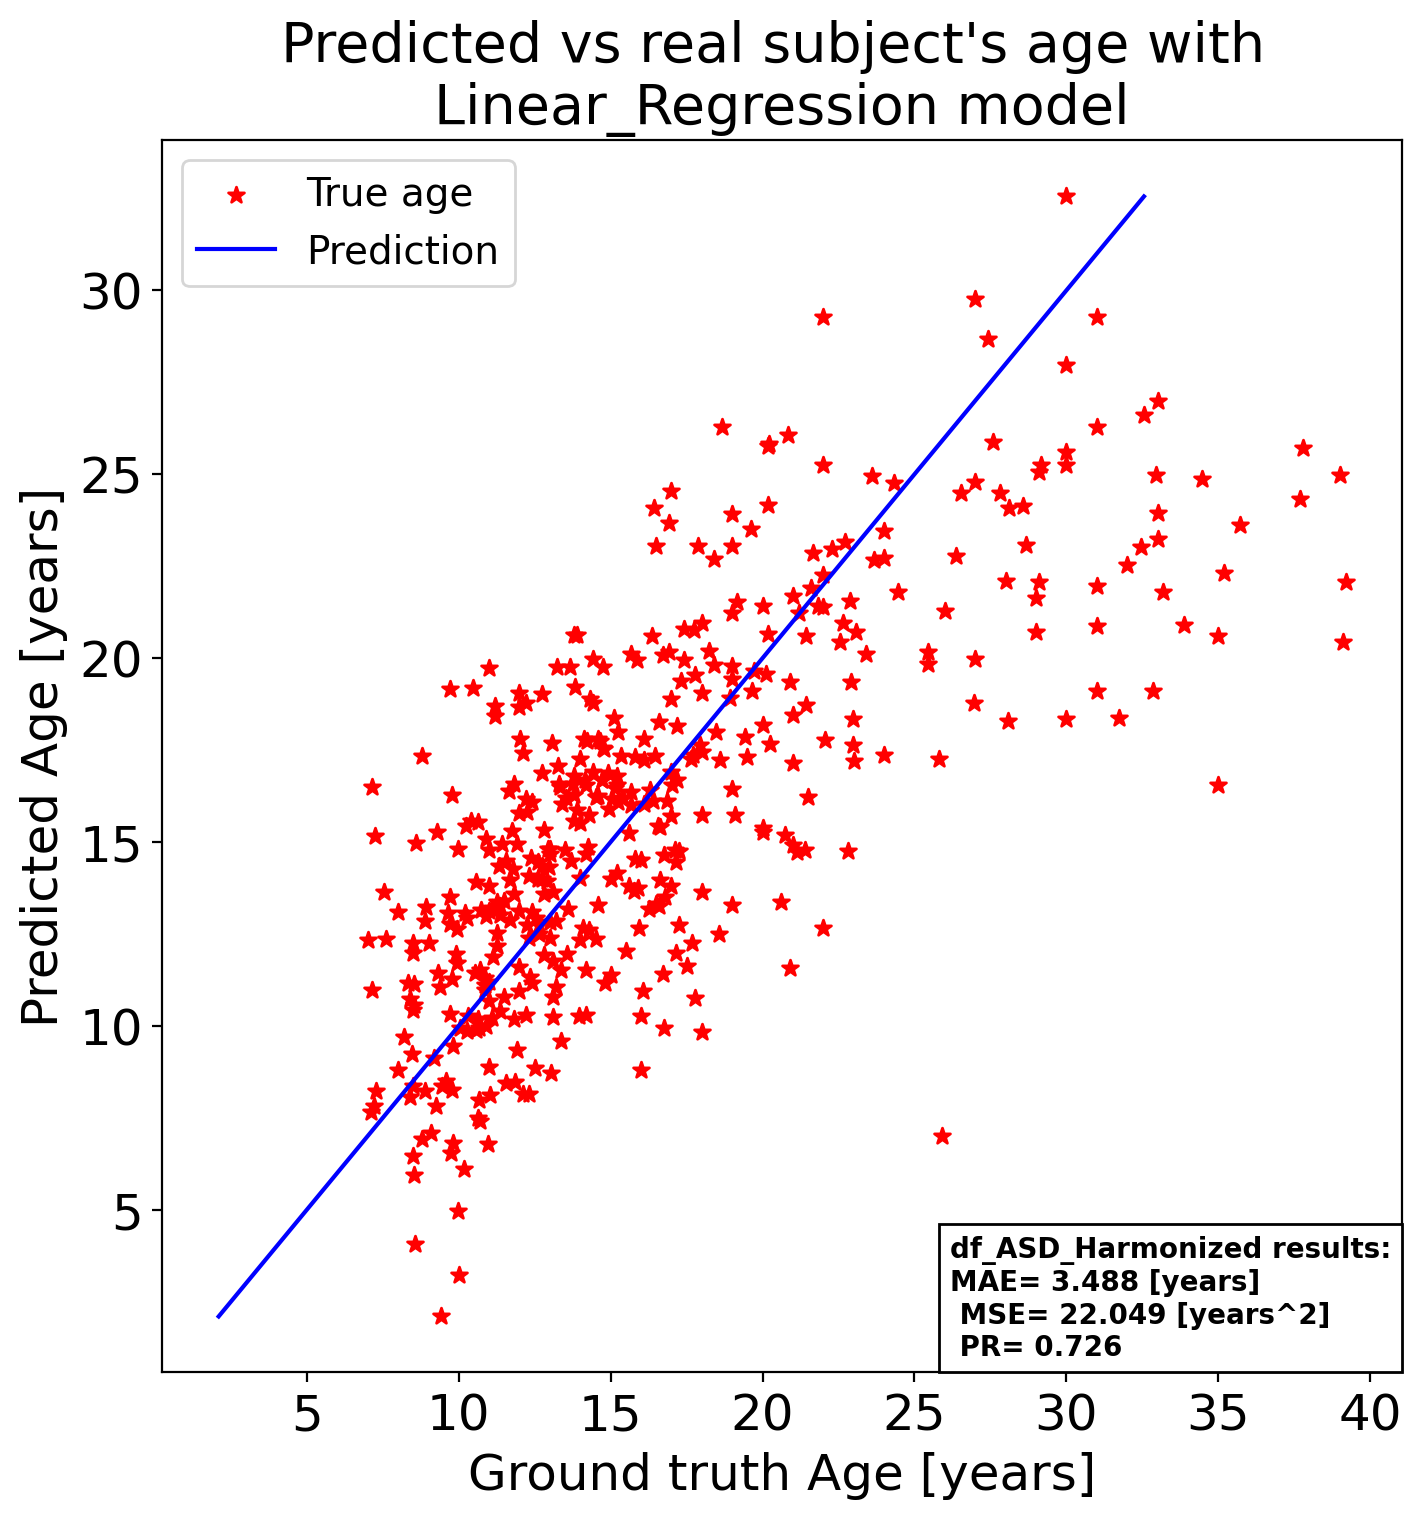 Predicted vs real subject's age with
Linear_Regression model
True age
Prediction
30
25
20
15
10
5
Predicted Age [years]
5 10 15 20 25 30 35 40
Ground truth Age [years]
df_ASD_Harmonized results:
MAE= 3.488 [years]
MSE= 22.049 [years^2]
PR= 0.726